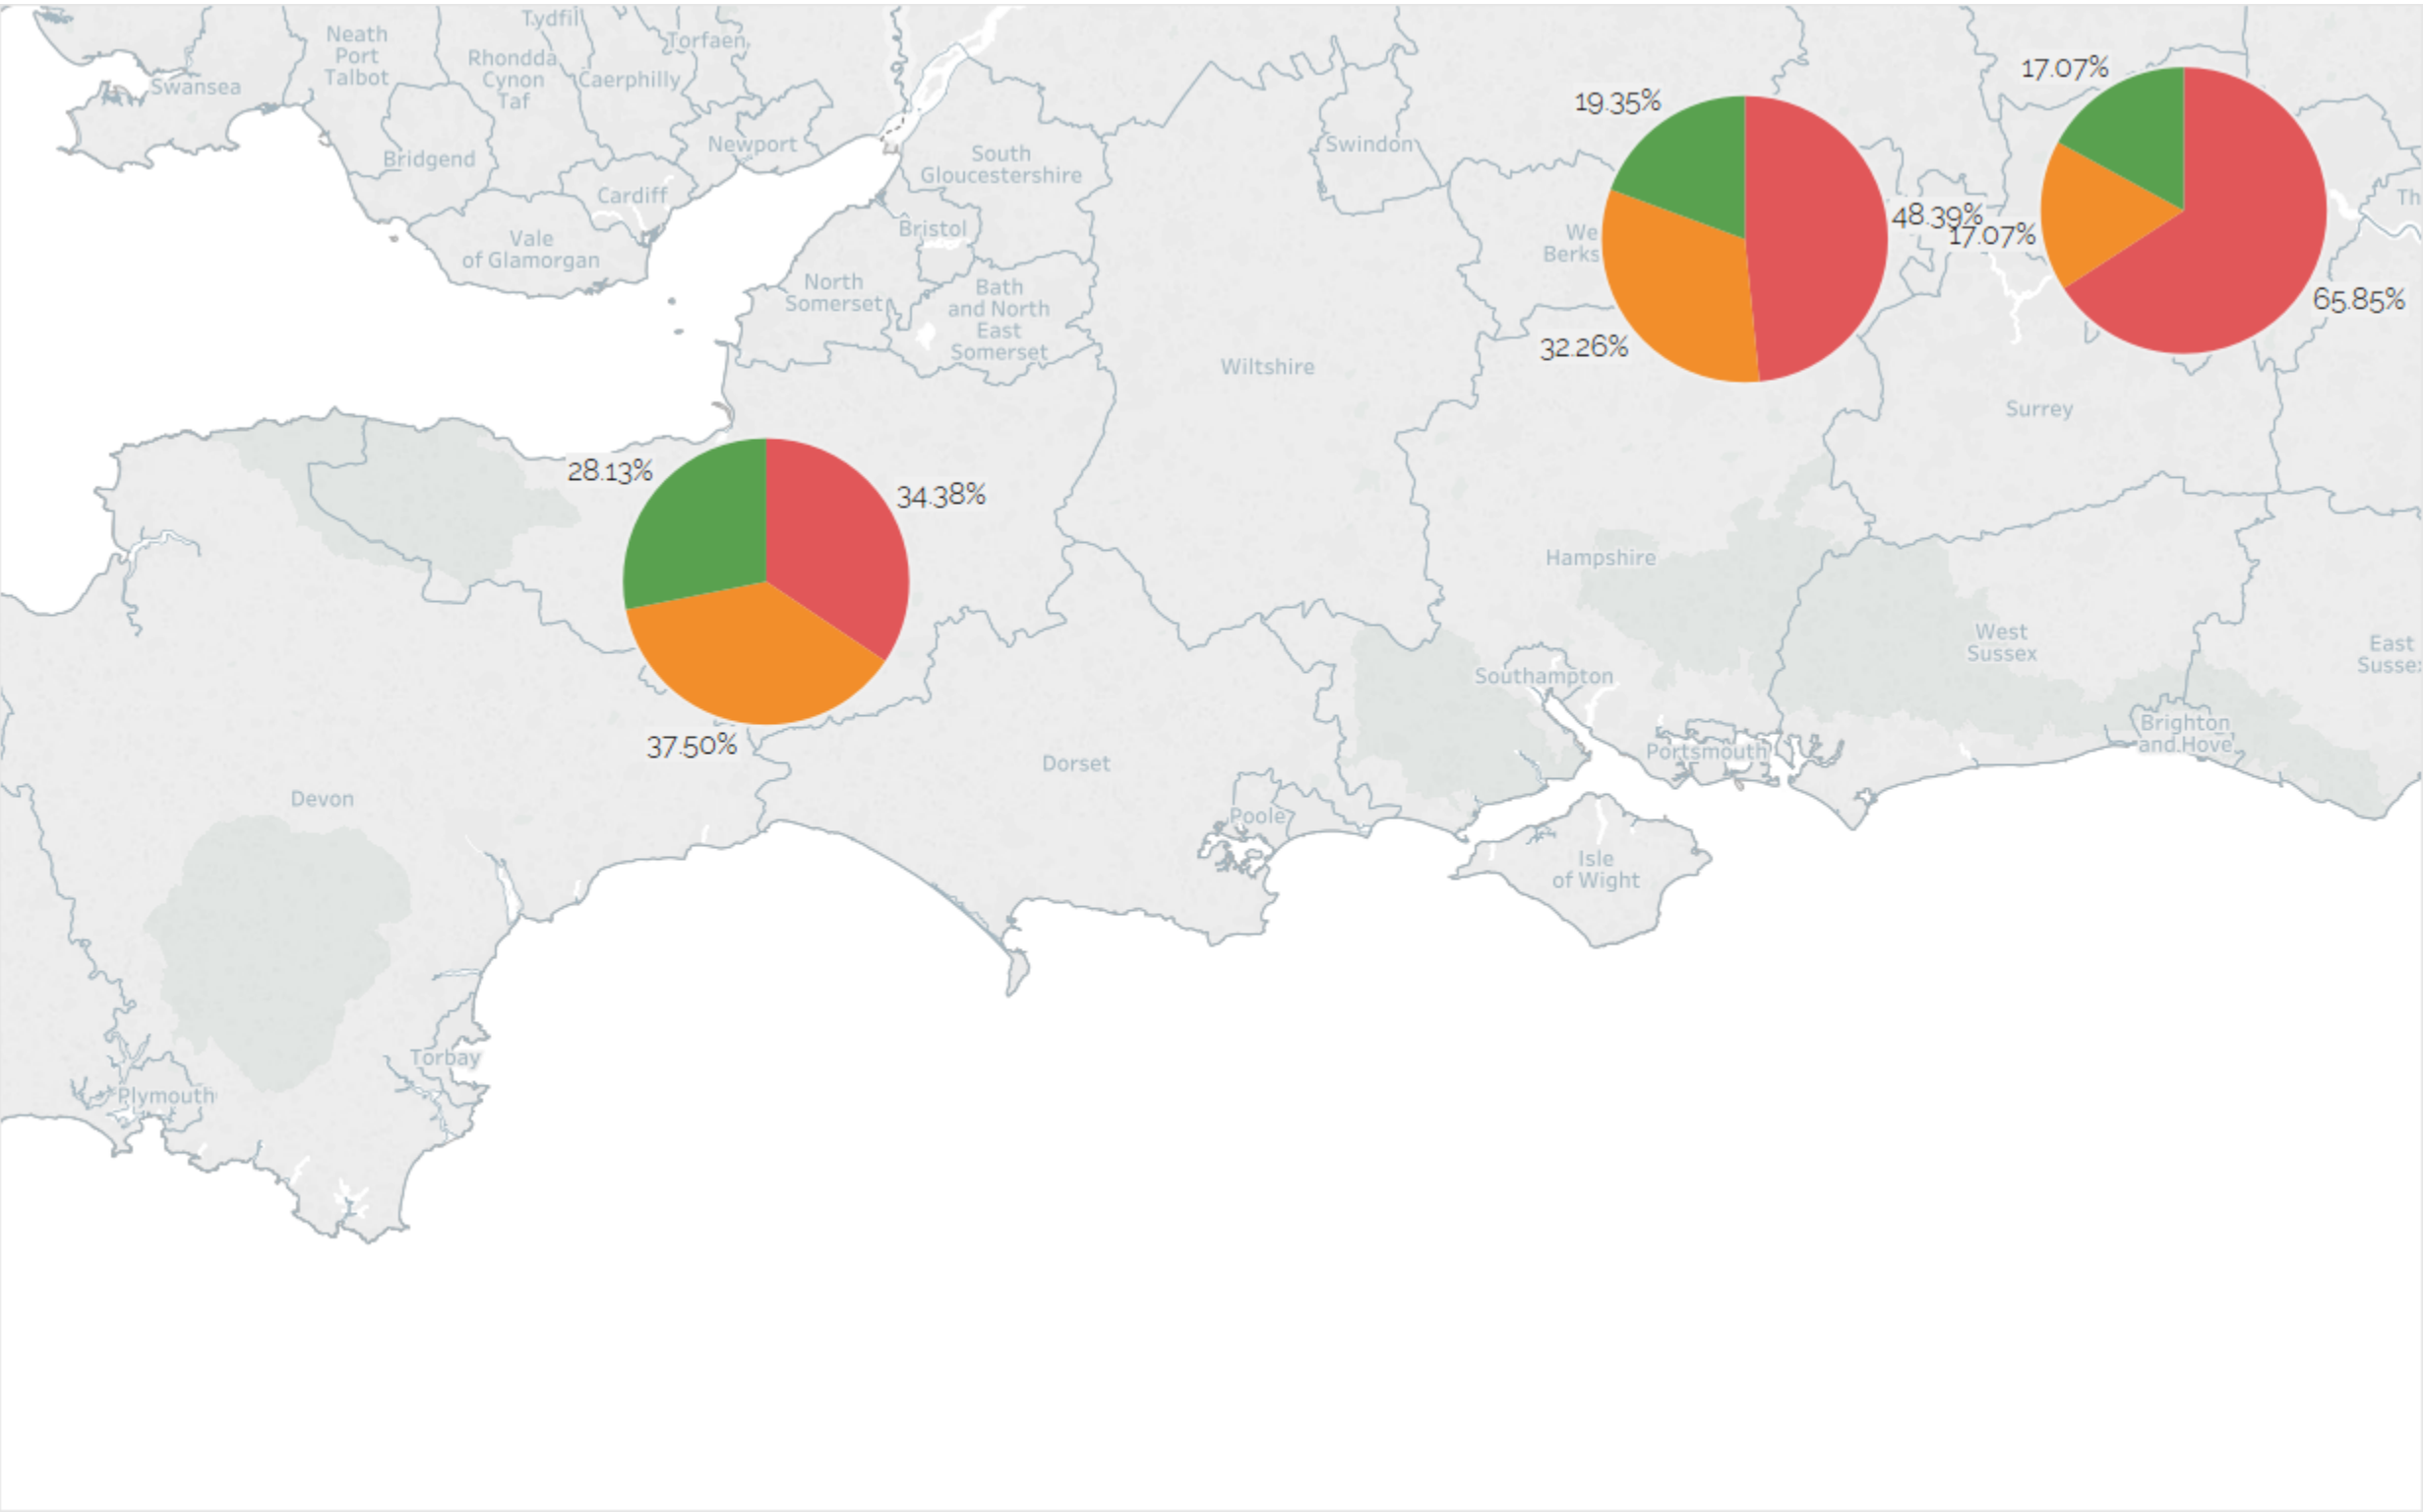 Tydfil
Neath
Port
Talbot
Rhondda
Cynon
Taf
Torfaen
Caerphilly
Swansea
Bridgend
Newport
Cardiff
Vale
of Glamorgan
South
Gloucestershire
Bristol
North
Somerset
Bath
and North
East
Somerset
Swindon
Wiltshire
We
Berks
19.35%
48.39%
32.26%
17.07%
17.07%
65.85%
Th
Surrey
28.13%
34.38%
37.50%
Hampshire
West
Sussex
East
Susse
Southampton
Portsmouth
Brighton
and Hove
Devon
Dorset
Poole
Isle
of Wight
Torbay
Plymouth